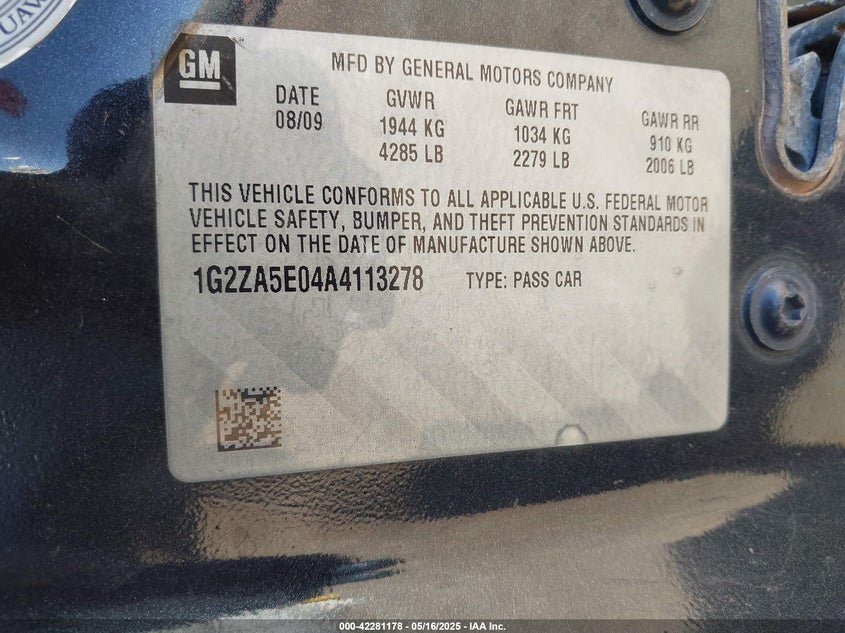 UAW
GM
MFD BY GENERAL MOTORS COMPANY
DATE GVWR GAWR FRT GAWR RR
08/09 1944 KG 1034 KG 910 KG
4285 LB 2279 LB 2006 LB
THIS VEHICLE CONFORMS TO ALL APPLICABLE U.S. FEDERAL MOTOR
VEHICLE SAFETY, BUMPER, AND THEFT PREVENTION STANDARDS IN
EFFECT ON THE DATE OF MANUFACTURE SHOWN ABOVE.
1G2ZA5E04A4113278 TYPE: PASS CAR
000-42281178 - 05/16/2025 - IAA Inc.